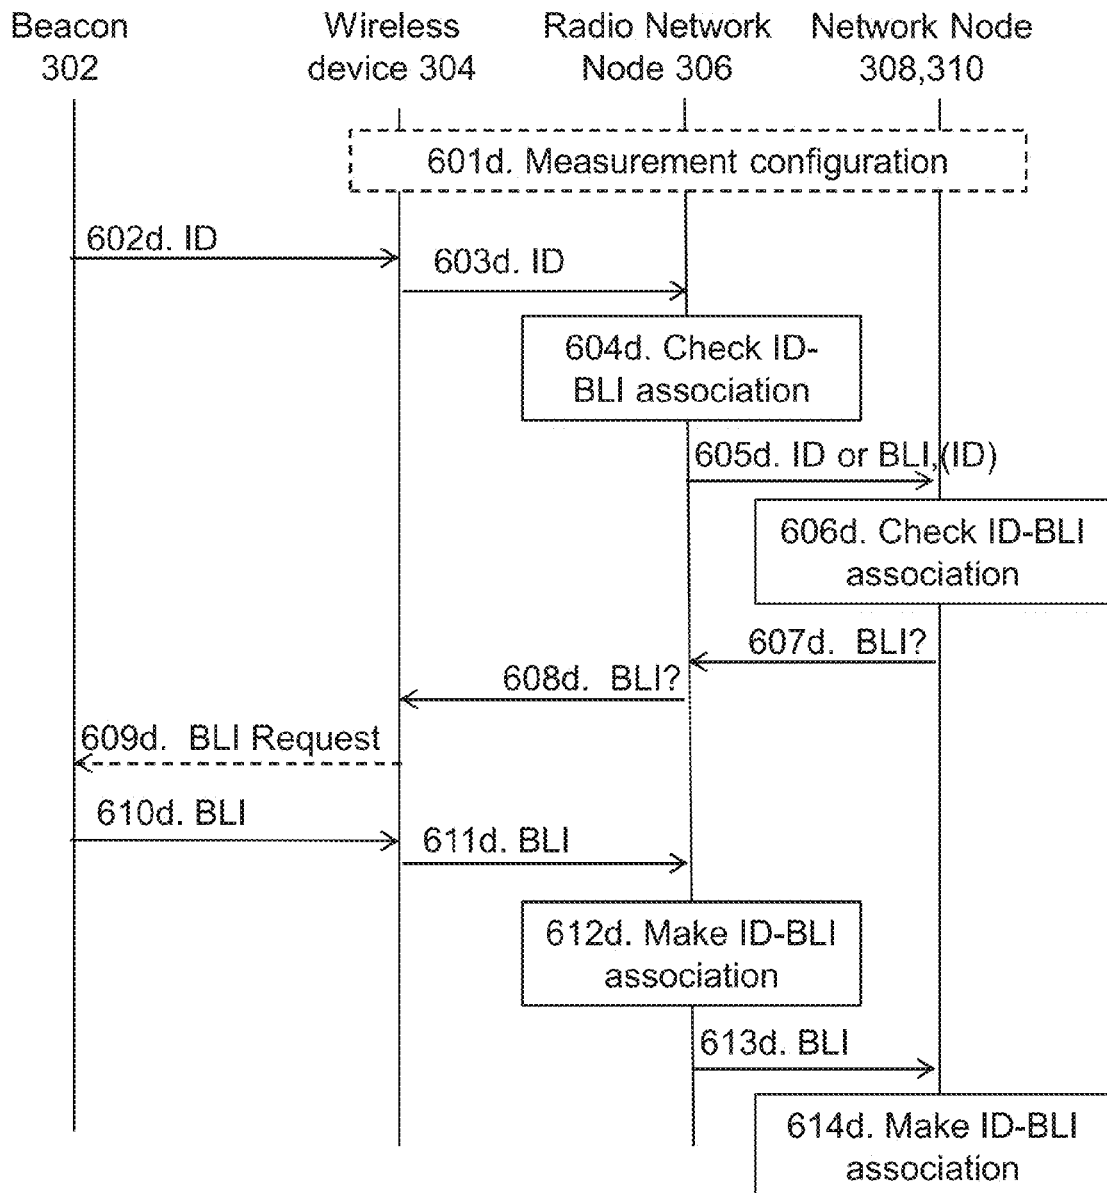 Beacon
302
Wireless
device 304
Radio Network
Node 306
Network Node
308,310
601d. Measurement configuration
602d. ID
603d. ID
604d. Check ID-
BLI association
605d. ID or BLI,(ID)
606d. Check ID-BLI
association
607d. BLI?
608d. BLI?
609d. BLI Request
610d. BLI
611d. BLI
612d. Make ID-BLI
association
613d. BLI
614d. Make ID-BLI
association